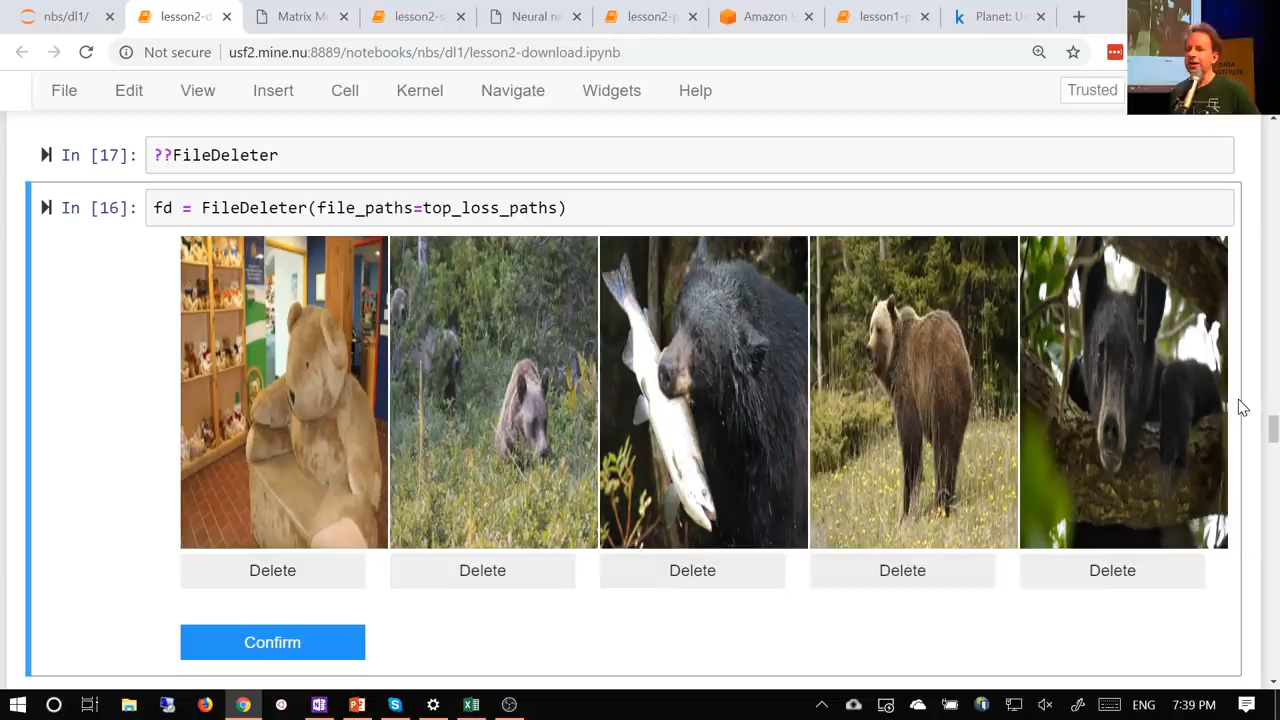 nbs/dl1/
lesson2-d
Matrix M
lesson2-s
Neural ne
lesson2-p
Amazon S
lesson1-p
Planet: Un
Not secure
usf2.mine.nu:8889/notebooks/nbs/dl1/lesson2-download.ipynb
File Edit View Insert Cell Kernel Navigate Widgets Help
Trusted
In [17]: ??FileDeleter
In [16]: fd = FileDeleter(file_paths=top_loss_paths)
Delete Delete Delete Delete Delete
Confirm
ENG 7:39 PM